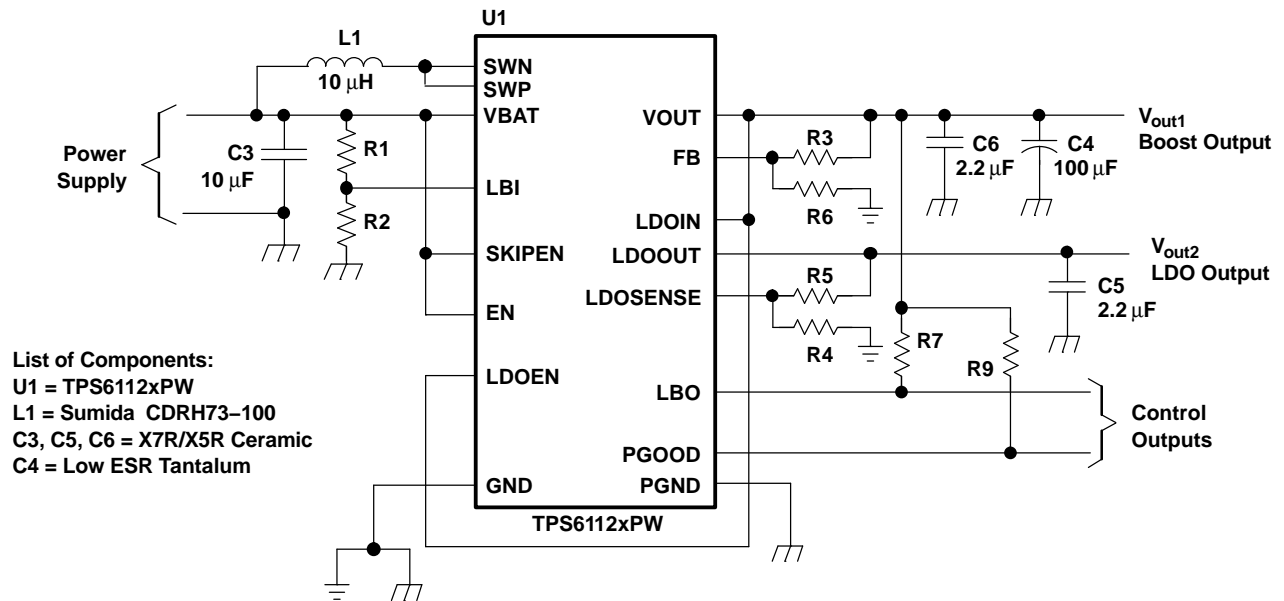 U1
L1
10 μH
SWN
SWP
VBAT
VOUT
Vout1
Boost Output
Power
Supply
C3
10 μF
R1
R2
LBI
SKIPEN
EN
LDOEN
GND
FB
R3
R6
C6
2.2 μF
C4
100 μF
LDOIN
LDOOUT
LDOSENSE
R5
R4
Vout2
LDO Output
C5
2.2 μF
R7
R9
LBO
PGOOD
PGND
Control
Outputs
TPS6112xPW
List of Components:
U1 = TPS6112xPW
L1 = Sumida CDRH73–100
C3, C5, C6 = X7R/X5R Ceramic
C4 = Low ESR Tantalum